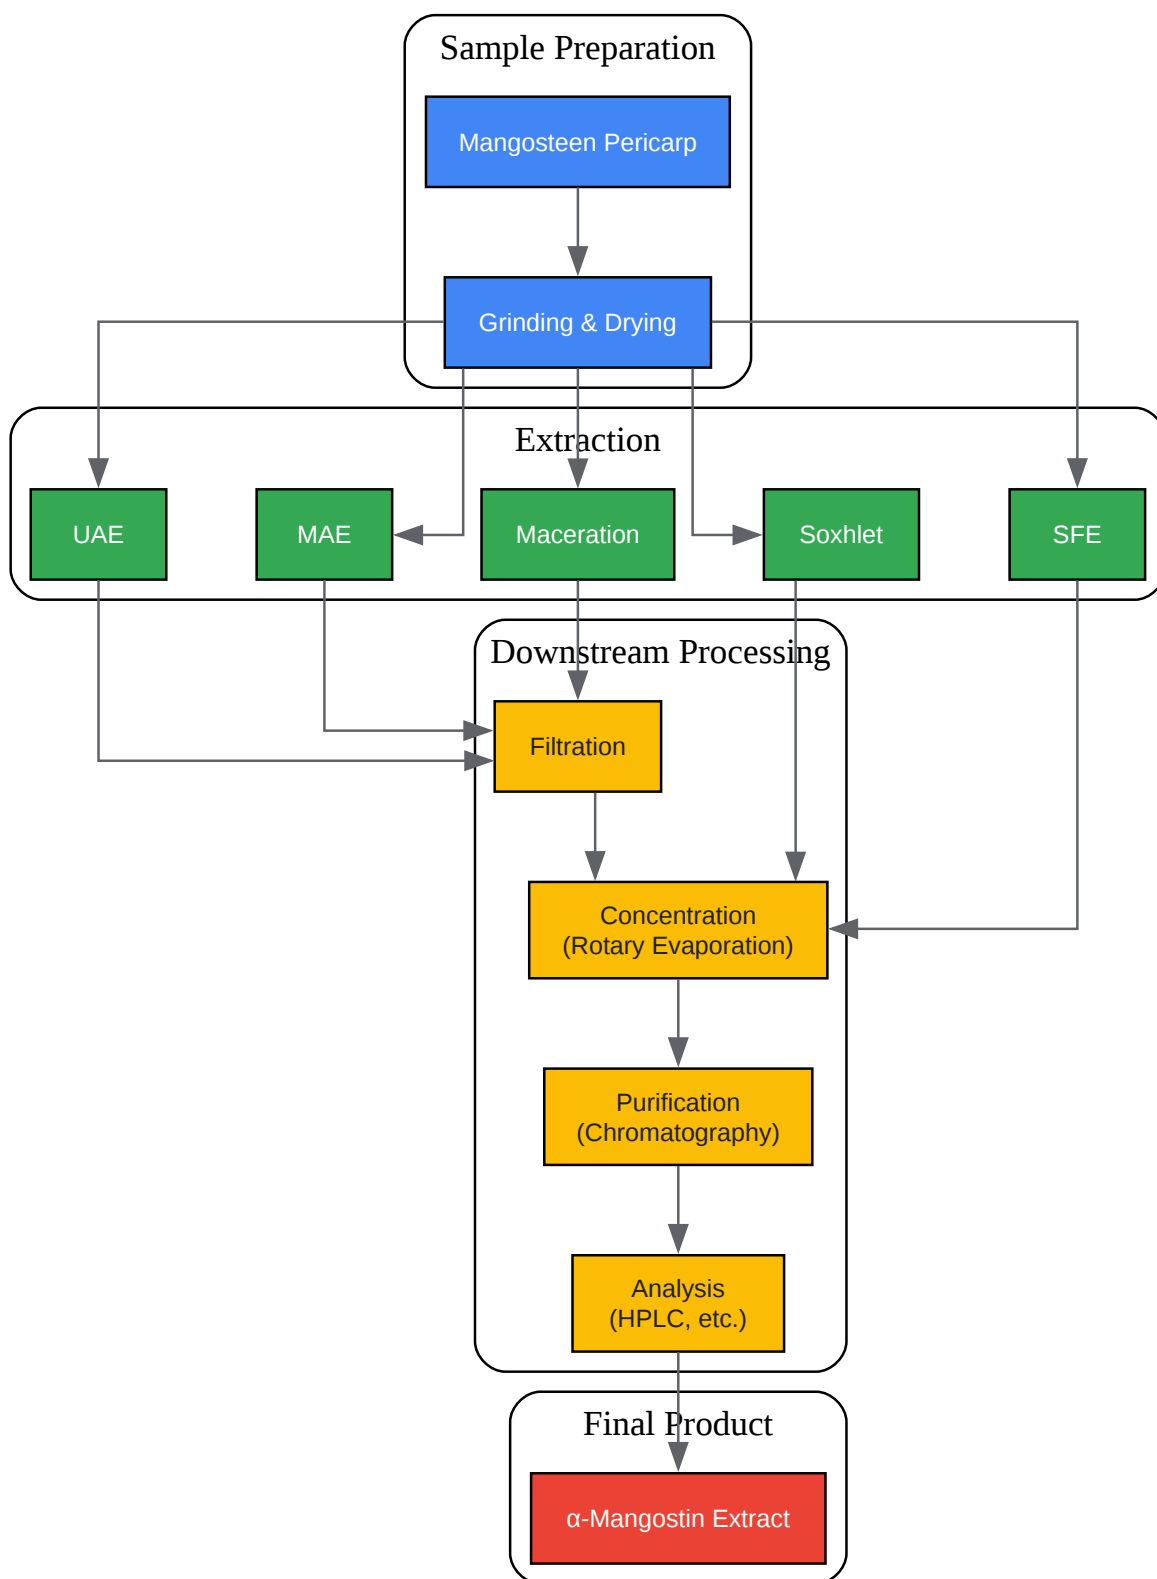 Sample Preparation
Mangosteen Pericarp
Grinding & Drying
Extraction
UAE
MAE
Maceration
Soxhlet
SFE
Downstream Processing
Filtration
Concentration
(Rotary Evaporation)
Purification
(Chromatography)
Analysis
(HPLC, etc.)
Final Product
α-Mangostin Extract